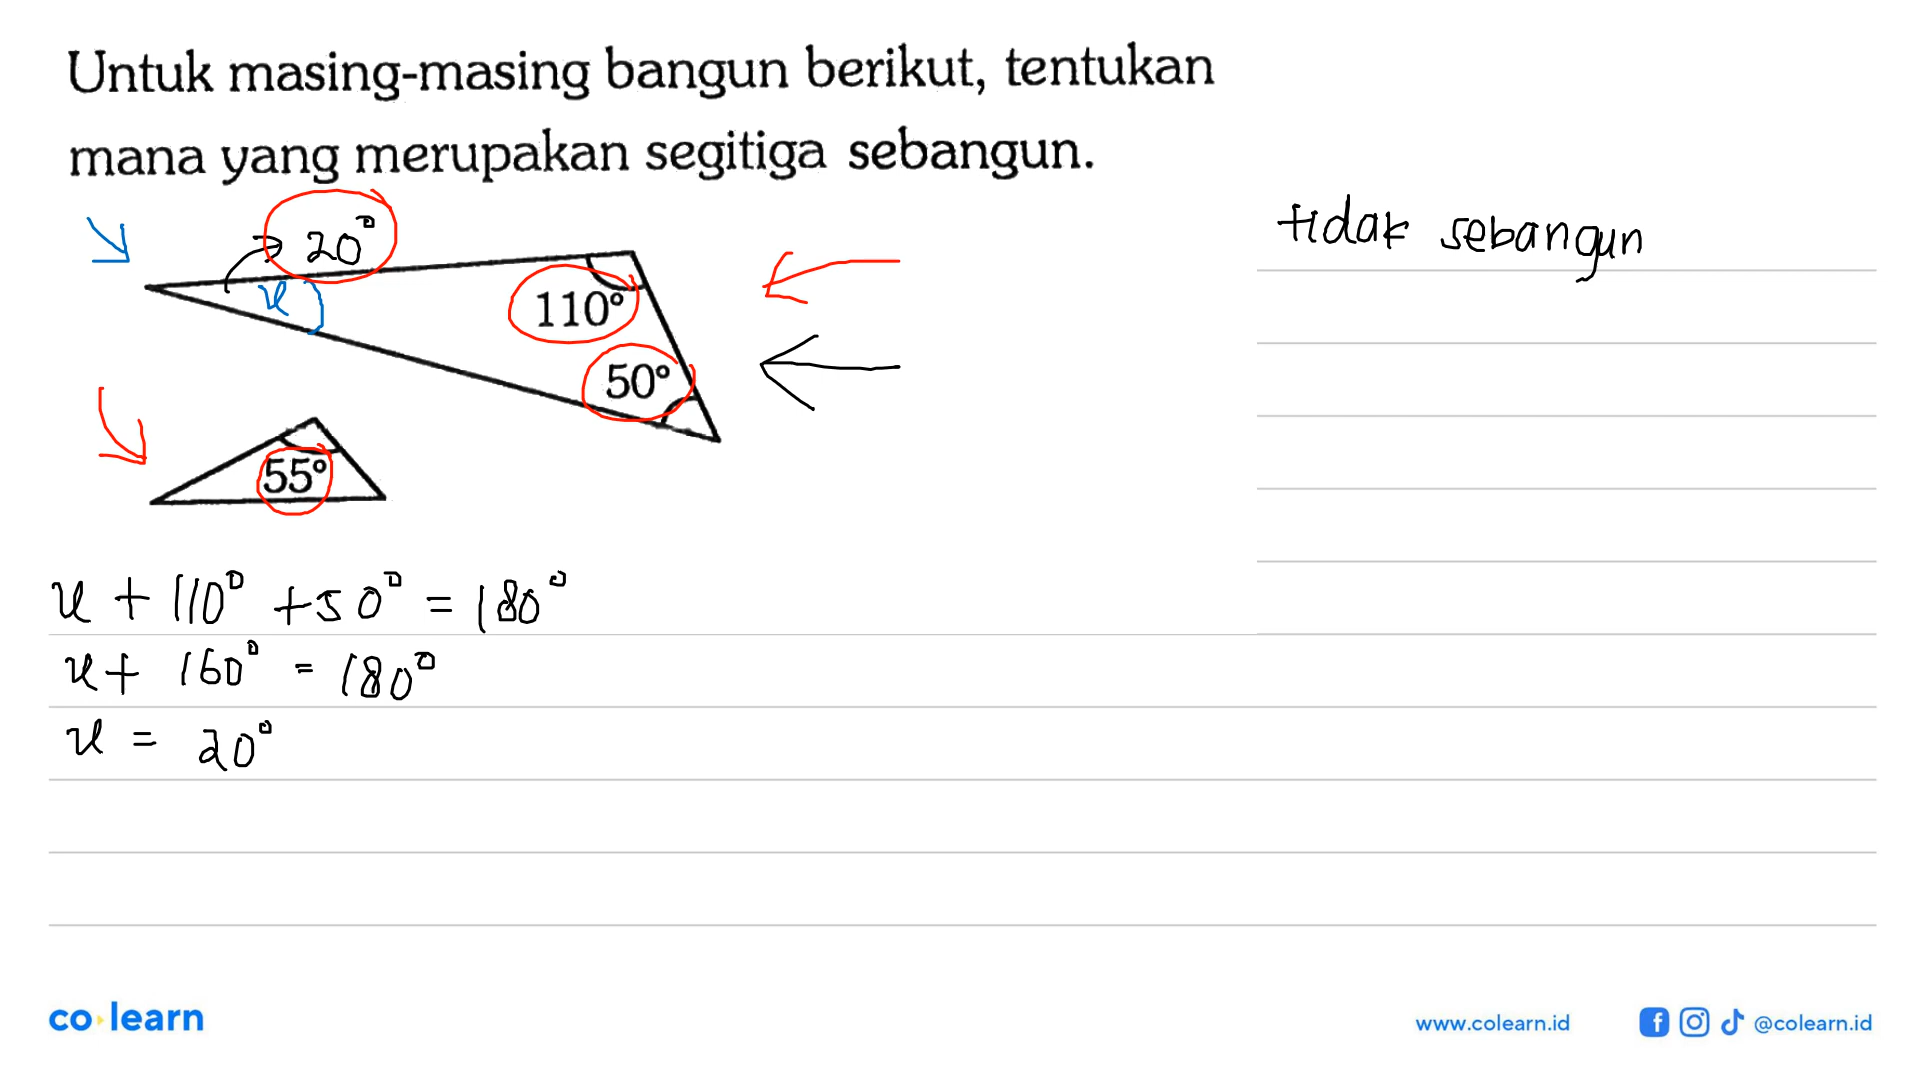 Untuk masing-masing bangun berikut, tentukan
mana yang merupakan segitiga sebangun.
tidak sebangun
20°
x
110°
50°
55°
x + 110° + 50° = 180°
x + 160° = 180°
x = 20°
co learn
www.colearn.id
@colearn.id